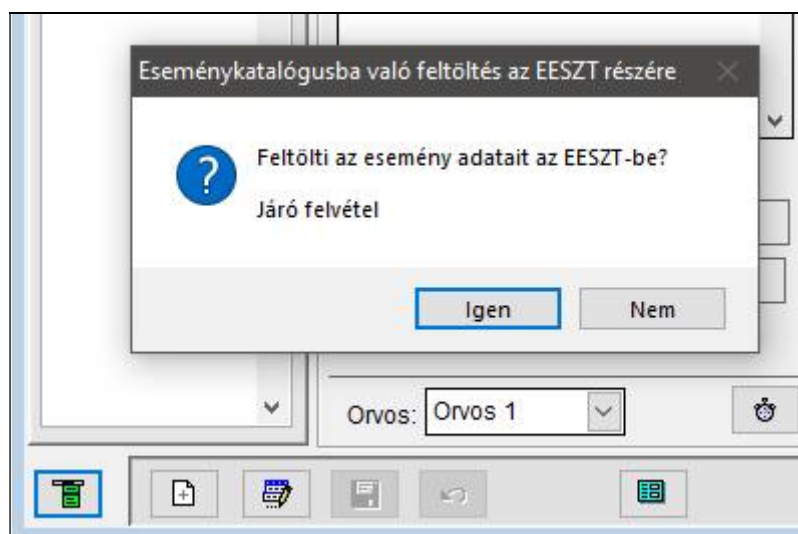 Eseménykatalógusba való feltöltés az EESZT részére
Feltölti az esemény adatait az EESZT-be?
Járó felvétel
Igen
Nem
Orvos:
Orvos 1